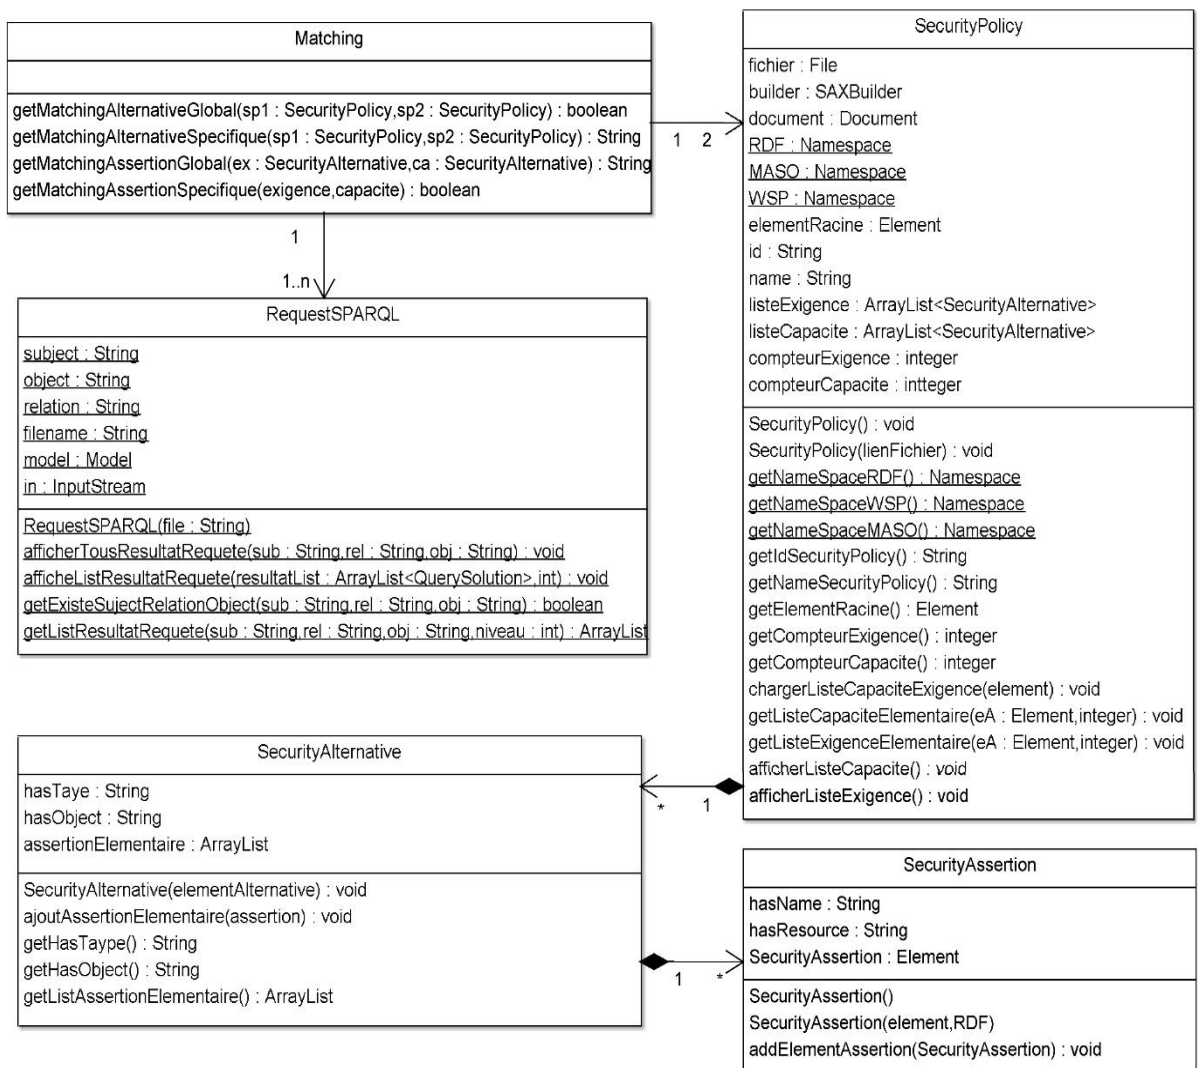 Matching
getMatchingAlternativeGlobal(sp1 : SecurityPolicy,sp2 : SecurityPolicy) : boolean
getMatchingAlternativeSpecifique(sp1 : SecurityPolicy,sp2 : SecurityPolicy) : String
getMatchingAssertionGlobal(ex : SecurityAlternative,ca : SecurityAlternative) : String
getMatchingAssertionSpecifique(exigence,capacite) : boolean
1 2
1
1..n
RequestSPARQL
subject : String
object : String
relation : String
filename : String
model : Model
in : InputStream
RequestSPARQL(file : String)
afficherTousResultatRequete(sub : String,rel : String,obj : String) : void
afficheListResultatRequete(resultatList : ArrayList<QuerySolution>,int) : void
getExisteSujectRelationObject(sub : String,rel : String,obj : String) : boolean
getListResultatRequete(sub : String,rel : String,obj : String,niveau : int) : ArrayList
SecurityPolicy
fichier : File
builder : SAXBuilder
document : Document
RDF : Namespace
MASO : Namespace
WSP : Namespace
elementRacine : Element
id : String
name : String
listeExigence : ArrayList<SecurityAlternative>
listeCapacite : ArrayList<SecurityAlternative>
compteurExigence : integer
compteurCapacite : intteger
SecurityPolicy() : void
SecurityPolicy(lienFichier) : void
getNameSpaceRDF() : Namespace
getNameSpaceWSP() : Namespace
getNameSpaceMASO() : Namespace
getIdSecurityPolicy() : String
getNameSecurityPolicy() : String
getElementRacine() : Element
getCompteurExigence() : integer
getCompteurCapacite() : integer
chargerListeCapaciteExigence(element) : void
getListeCapaciteElementaire(eA : Element,integer) : void
getListeExigenceElementaire(eA : Element,integer) : void
afficherListeCapacite() : void
afficherListeExigence() : void
* 1
SecurityAlternative
hasTaye : String
hasObject : String
assertionElementaire : ArrayList
SecurityAlternative(elementAlternative) : void
ajoutAssertionElementaire(assertion) : void
getHasTaype() : String
getHasObject() : String
getListAssertionElementaire() : ArrayList
1 *
SecurityAssertion
hasName : String
hasResource : String
SecurityAssertion : Element
SecurityAssertion()
SecurityAssertion(element,RDF)
addElementAssertion(SecurityAssertion) : void